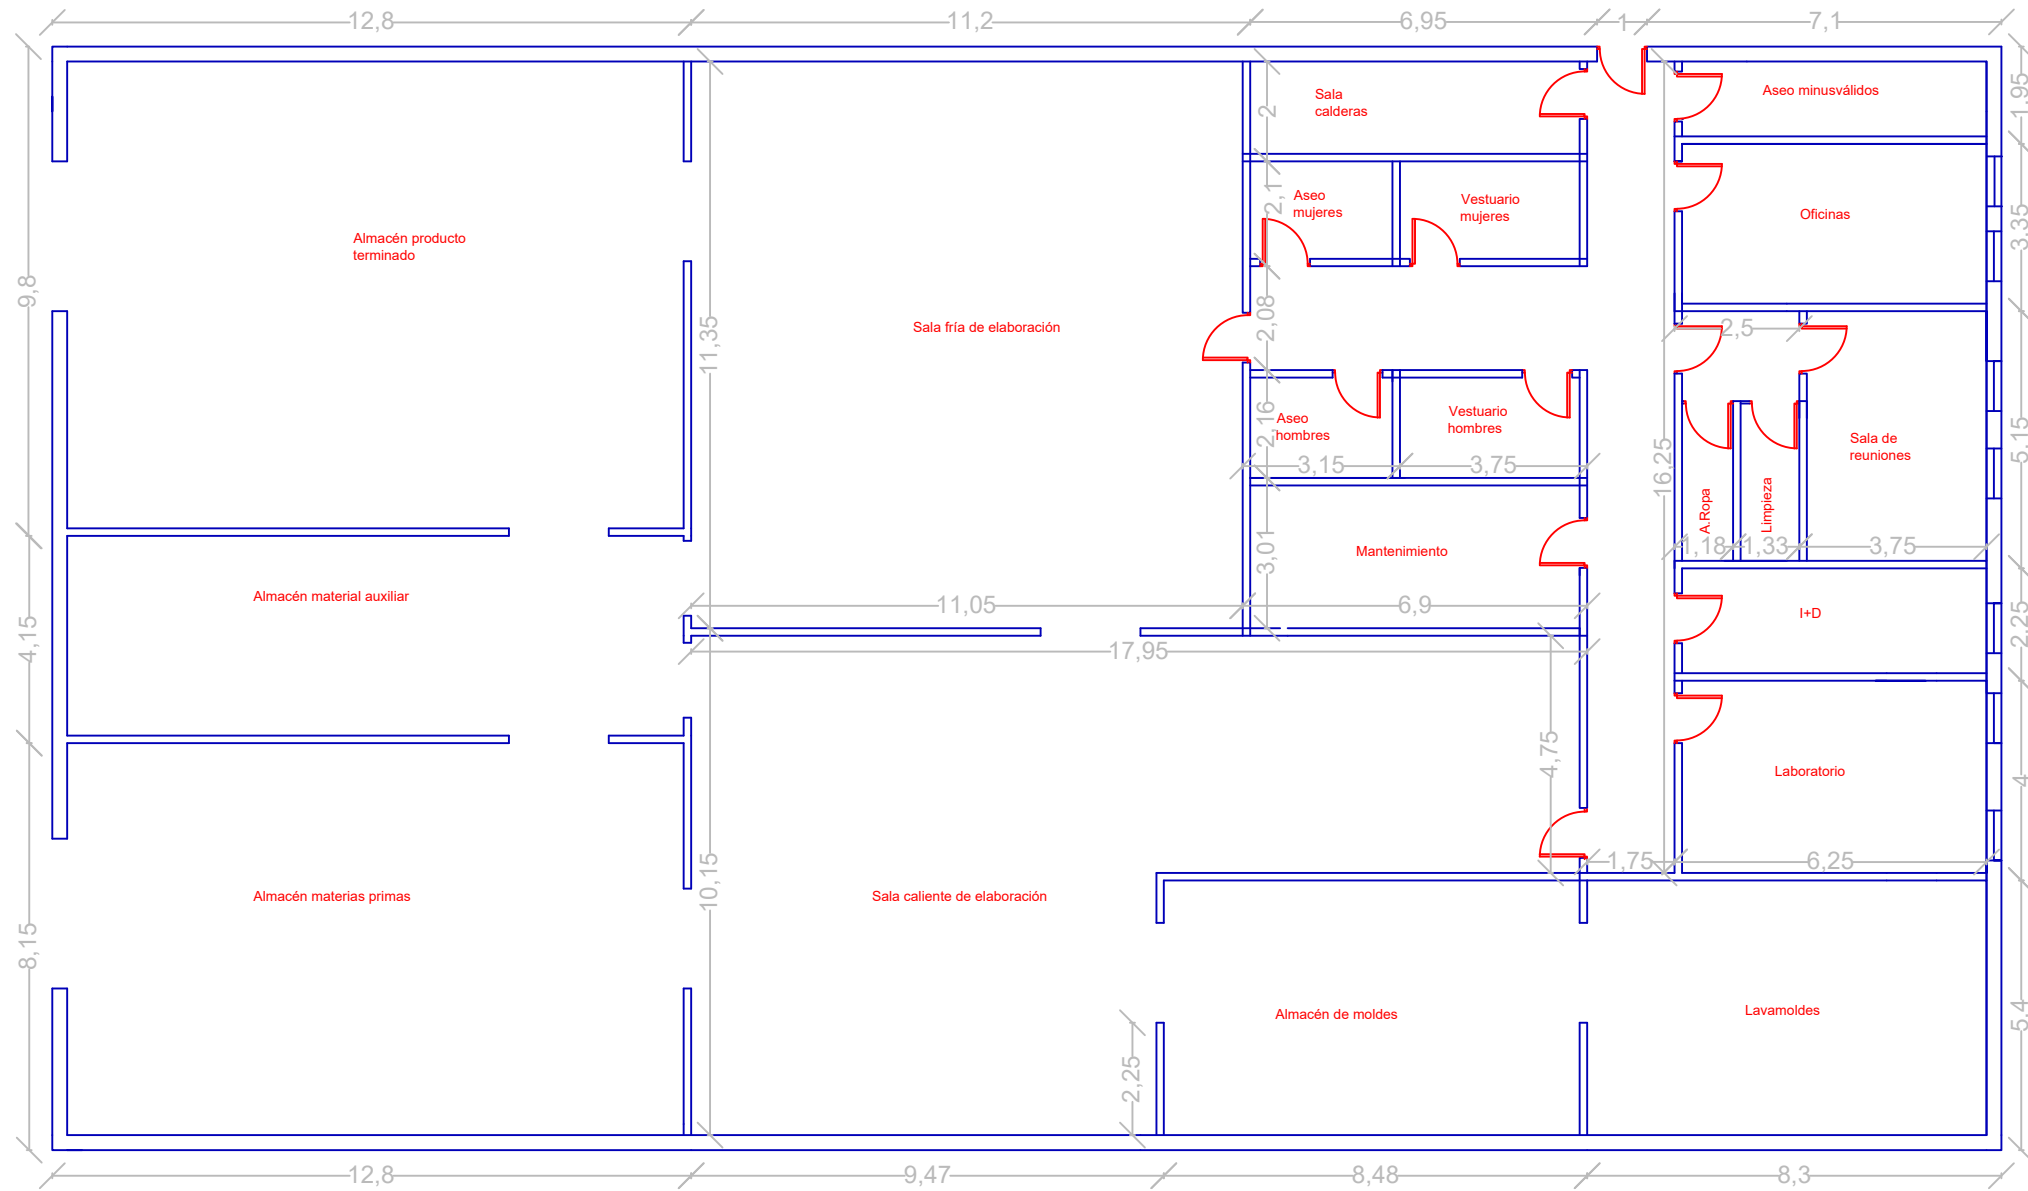 12,8
11,2
6,95
1
7,1
Sala
calderas
Aseo minusválidos
1,95
2
Aseo
mujeres
2,1
Vestuario
mujeres
Oficinas
3,35
Almacén producto
terminado
9,8
11,35
Sala fría de elaboración
2,08
2,5
Aseo
hombres
2,16
Vestuario
hombres
3,15
3,75
16,25
Sala de
reuniones
5,15
A.Ropa
Limpieza
1,18
1,33
3,75
Mantenimiento
3,01
Almacén material auxiliar
4,15
11,05
6,9
I+D
2,25
17,95
4,75
Laboratorio
4
1,75
6,25
Almacén materias primas
8,15
10,15
Sala caliente de elaboración
Almacén de moldes
Lavamoldes
5,4
2,25
12,8
9,47
8,48
8,3